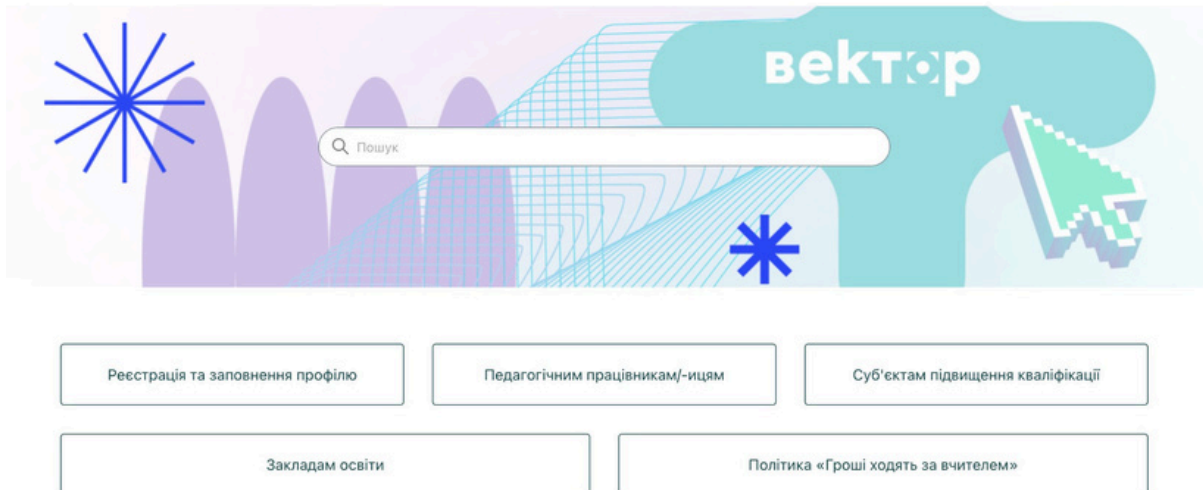 вектор
Пошук
Реєстрація та заповнення профілю
Педагогічним працівникам/-ицям
Суб'єктам підвищення кваліфікації
Закладам освіти
Політика «Гроші ходять за вчителем»